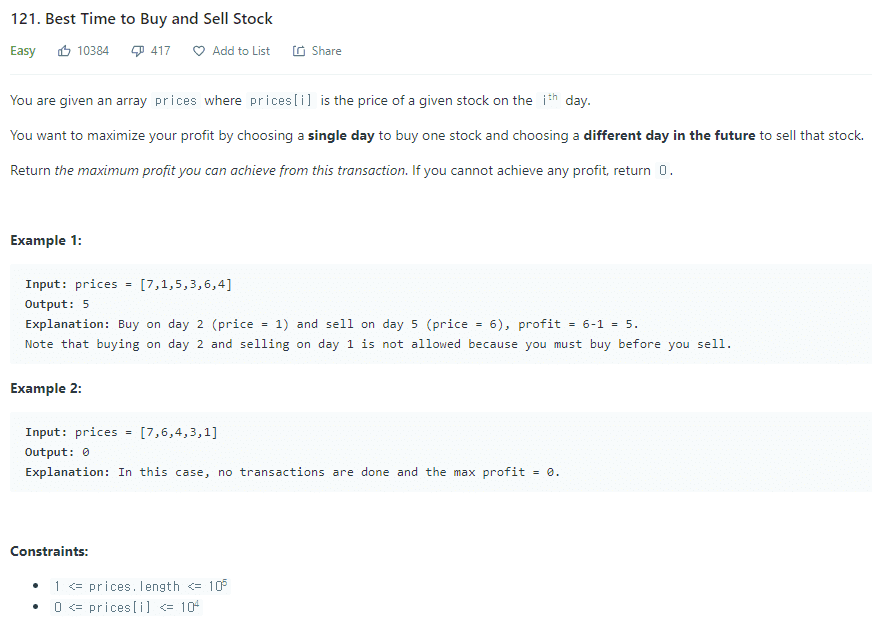 121. Best Time to Buy and Sell Stock
Easy 10384 417 Add to List Share
You are given an array prices where prices[i] is the price of a given stock on the ith day.
You want to maximize your profit by choosing a single day to buy one stock and choosing a different day in the future to sell that stock.
Return the maximum profit you can achieve from this transaction. If you cannot achieve any profit, return 0.
Example 1:
Input: prices = [7,1,5,3,6,4]
Output: 5
Explanation: Buy on day 2 (price = 1) and sell on day 5 (price = 6), profit = 6-1 = 5.
Note that buying on day 2 and selling on day 1 is not allowed because you must buy before you sell.
Example 2:
Input: prices = [7,6,4,3,1]
Output: 0
Explanation: In this case, no transactions are done and the max profit = 0.
Constraints:
• 1 <= prices.length <= 10⁵
• 0 <= prices[i] <= 10⁴